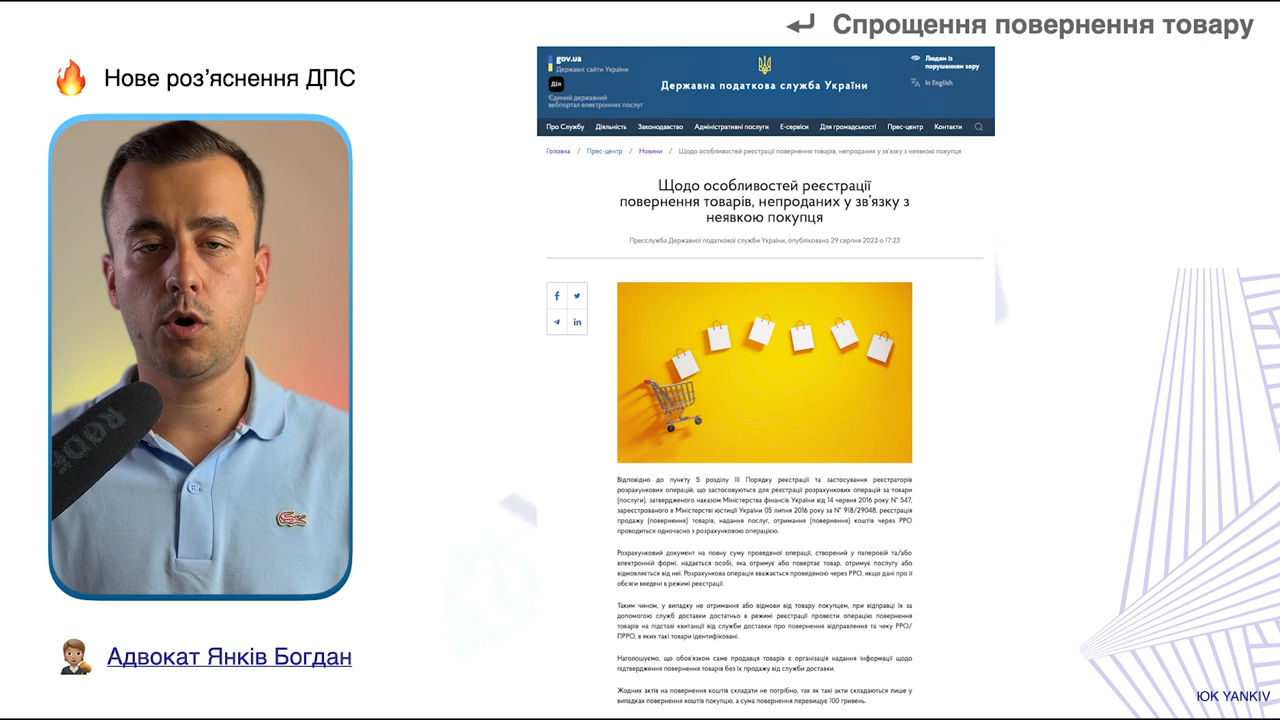 Спрощення повернення товару
Нове роз’яснення ДПС
gov.ua
Державні сайти України
Дія
Єдиний державний
вебпортал електронних послуг
Державна податкова служба України
Людям із
порушенням зору
In English
Про Службу Діяльність Законодавство Адміністративні послуги Е-сервіси Для громадськості Прес-центр Контакти
Головна / Прес-центр / Новини / Щодо особливостей реєстрації повернення товарів, непроданих у зв’язку з неявкою покупця
Щодо особливостей реєстрації
повернення товарів, непроданих у зв’язку з
неявкою покупця
Пресслужба Державної податкової служби України, опубліковано 29 серпня 2023 о 17:23
Відповідно до пункту 5 розділу III Порядку реєстрації та застосування реєстраторів
розрахункових операцій, що застосовуються для реєстрації розрахункових операцій за товари
(послуги), затвердженого наказом Міністерства фінансів України від 14 червня 2016 року № 547,
зареєстрованого в Міністерстві юстиції України 05 липня 2016 року за № 918/29048, реєстрація
продажу (повернення) товарів, надання послуг, отримання (повернення) коштів через РРО
проводиться одночасно з розрахунковою операцією.
Розрахунковий документ на повну суму проведеної операції, створений у паперовій та/або
електронній формі, надається особі, яка отримує або повертає товар, отримує послугу або
відмовляється від неї. Розрахункова операція вважається проведеною через РРО, якщо дані про її
обсяги введені в режимі реєстрації.
Таким чином, у випадку не отримання або відмови від товару покупцем, при відправці їх за
допомогою служб доставки достатньо в режимі реєстрації провести операцію повернення
товарів на підставі квитанції від служби доставки про повернення відправлення та чеку РРО/
ПРРО, в яких такі товари ідентифіковані.
Наголошуємо, що обов’язком саме продавця товарів є організація надання інформації щодо
підтвердження повернення товарів без їх продажу від служби доставки.
Жодних актів на повернення коштів складати не потрібно, так як такі акти складаються лише у
випадках повернення коштів покупцю, а сума повернення перевищує 100 гривень.
RODE
Адвокат Янків Богдан
ЮК YANKIV